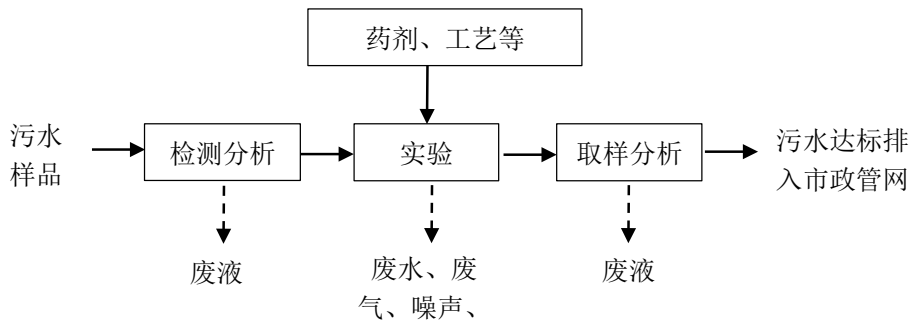 药剂、工艺等
污水
样品
检测分析
实验
取样分析
污水达标排
入市政管网
废液
废水、废
气、噪声、
废液